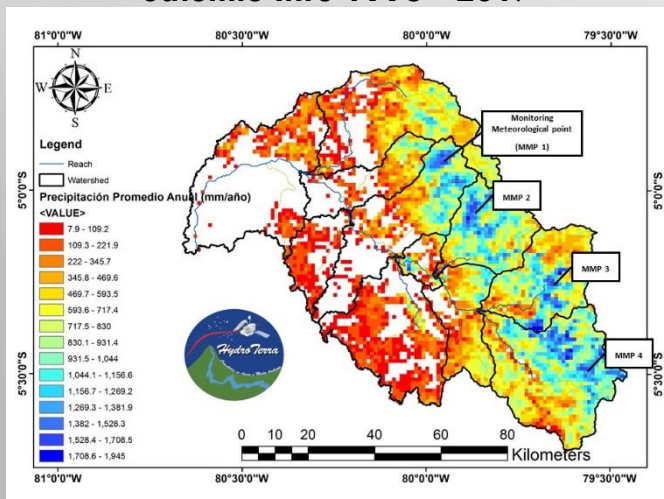 81°0'0"W 80°30'0"W 80°0'0"W 79°30'0"W
N
W E
S
Legend
Reach
Watershed
Precipitación Promedio Anual (mm/año)
<VALUE>
7.9 - 109.2
109.3 - 221.9
222 - 345.7
345.8 - 469.6
469.7 - 593.5
593.6 - 717.4
717.5 - 830
830.1 - 931.4
931.5 - 1,044
1,044.1 - 1,156.6
1,156.7 - 1,269.2
1,269.3 - 1,381.9
1,382 - 1,528.3
1,528.4 - 1,708.5
1,708.6 - 1,945
Monitoring
Meteorological point
(MMP 1)
MMP 2
MMP 3
MMP 4
5°0'0"S
5°0'0"S
5°30'0"S
5°30'0"S
HydroTerra
0 10 20 40 60 80
Kilometers
81°0'0"W 80°30'0"W 80°0'0"W 79°30'0"W